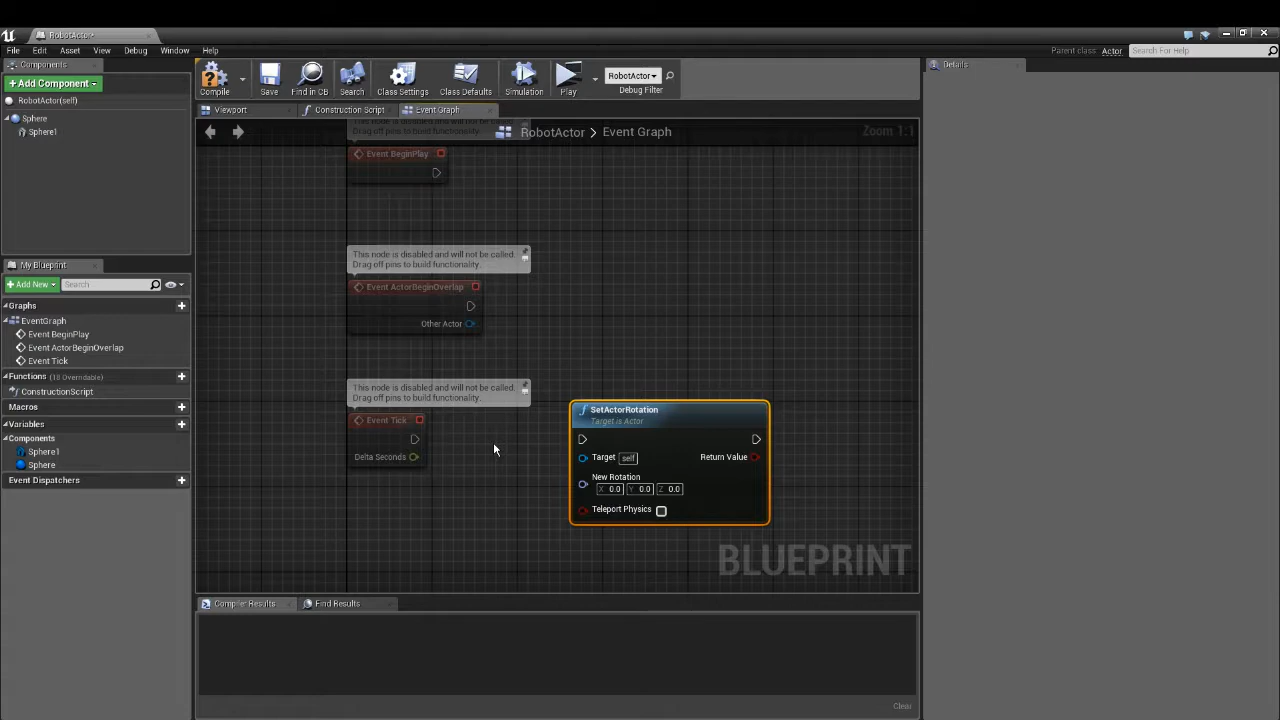 RobotActor*
File Edit Asset View Debug Window Help
Parent class: Actor Search For Help
Components
+ Add Component
RobotActor(self)
Sphere
Sphere1
Compile Save Find in CB Search Class Settings Class Defaults Simulation Play
RobotActor
Debug Filter
Viewport Construction Script Event Graph
RobotActor > Event Graph
Zoom 1:1
Details
Drag off pins to build functionality.
Event BeginPlay
This node is disabled and will not be called.
Drag off pins to build functionality.
Event ActorBeginOverlap
Other Actor
This node is disabled and will not be called.
Drag off pins to build functionality.
Event Tick
Delta Seconds
SetActorRotation
Target is Actor
Target self Return Value
New Rotation
X 0.0 Y 0.0 Z 0.0
Teleport Physics
BLUEPRINT
My Blueprint
+ Add New Search
Graphs
EventGraph
Event BeginPlay
Event ActorBeginOverlap
Event Tick
Functions (18 Overridable)
ConstructionScript
Macros
Variables
Components
Sphere1
Sphere
Event Dispatchers
Compiler Results Find Results
Clear